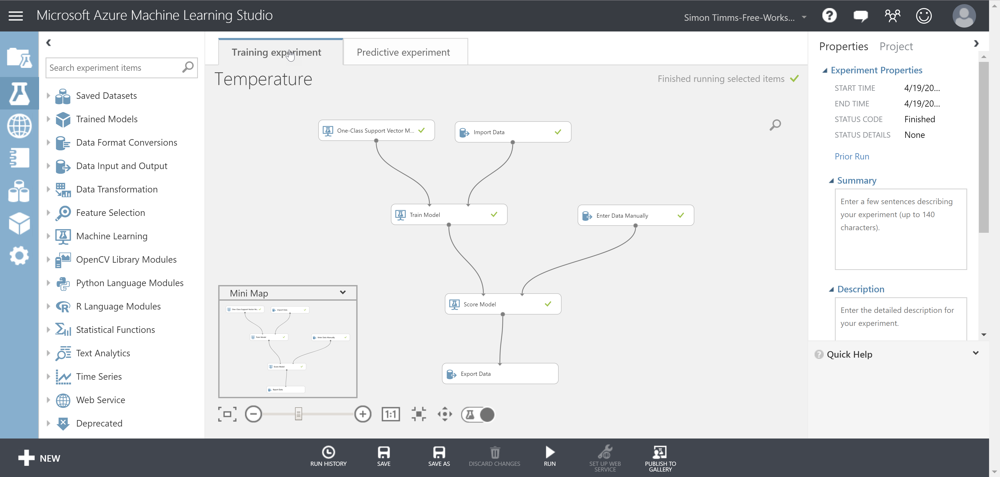 Microsoft Azure Machine Learning Studio
Simon Timms-Free-Works...
Search experiment items
Saved Datasets
Trained Models
Data Format Conversions
Data Input and Output
Data Transformation
Feature Selection
Machine Learning
OpenCV Library Modules
Python Language Modules
R Language Modules
Statistical Functions
Text Analytics
Time Series
Web Service
Deprecated
Training experiment
Predictive experiment
Temperature
Finished running selected items
One-Class Support Vector M...
Import Data
Train Model
Enter Data Manually
Score Model
Export Data
Mini Map
One-Class Support Vector M...
Import Data
Train Model
Enter Data Manually
Score Model
Export Data
1:1
Properties
Project
Experiment Properties
START TIME 4/19/20...
END TIME 4/19/20...
STATUS CODE Finished
STATUS DETAILS None
Prior Run
Summary
Enter a few sentences describing
your experiment (up to 140
characters).
Description
Enter the detailed description for
your experiment.
Quick Help
NEW
RUN HISTORY
SAVE
SAVE AS
DISCARD CHANGES
RUN
SET UP WEB
SERVICE
PUBLISH TO
GALLERY